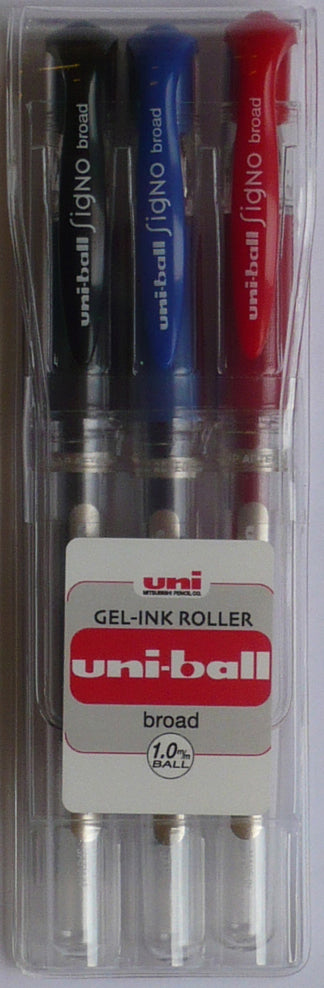 uni-ball SigNO broad
uni-ball SigNO broad
uni-ball SigNO broad
uni
MITSUBISHI PENCIL CO.
GEL-INK ROLLER
uni-ball
broad
1.0m/m
BALL